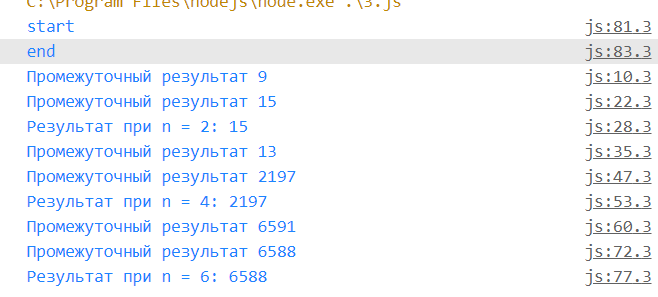 C:\Program Files\nodejs\node.exe .\3.js
start js:81.3
end js:83.3
Промежуточный результат 9 js:10.3
Промежуточный результат 15 js:22.3
Результат при n = 2: 15 js:28.3
Промежуточный результат 13 js:35.3
Промежуточный результат 2197 js:47.3
Результат при n = 4: 2197 js:53.3
Промежуточный результат 6591 js:60.3
Промежуточный результат 6588 js:72.3
Результат при n = 6: 6588 js:77.3